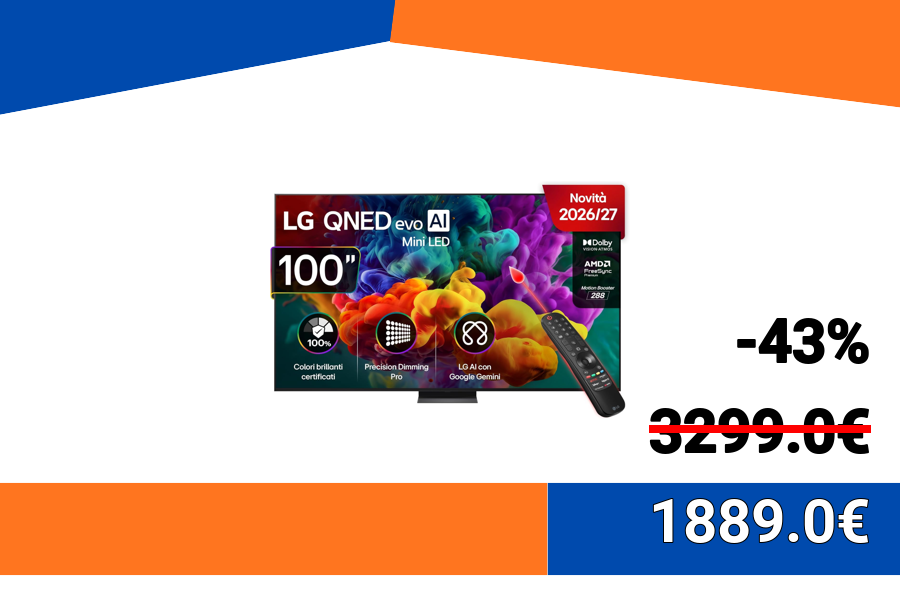 LG QNED evo AI
Mini LED
100”
Novità
2026/27
Dolby
VISION·ATMOS
AMD
FreeSync
Premium
Motion Booster
288
100%
Colori brillanti
certificati
Precision Dimming
Pro
LG AI con
Google Gemini
-43%
3299.0€
1889.0€